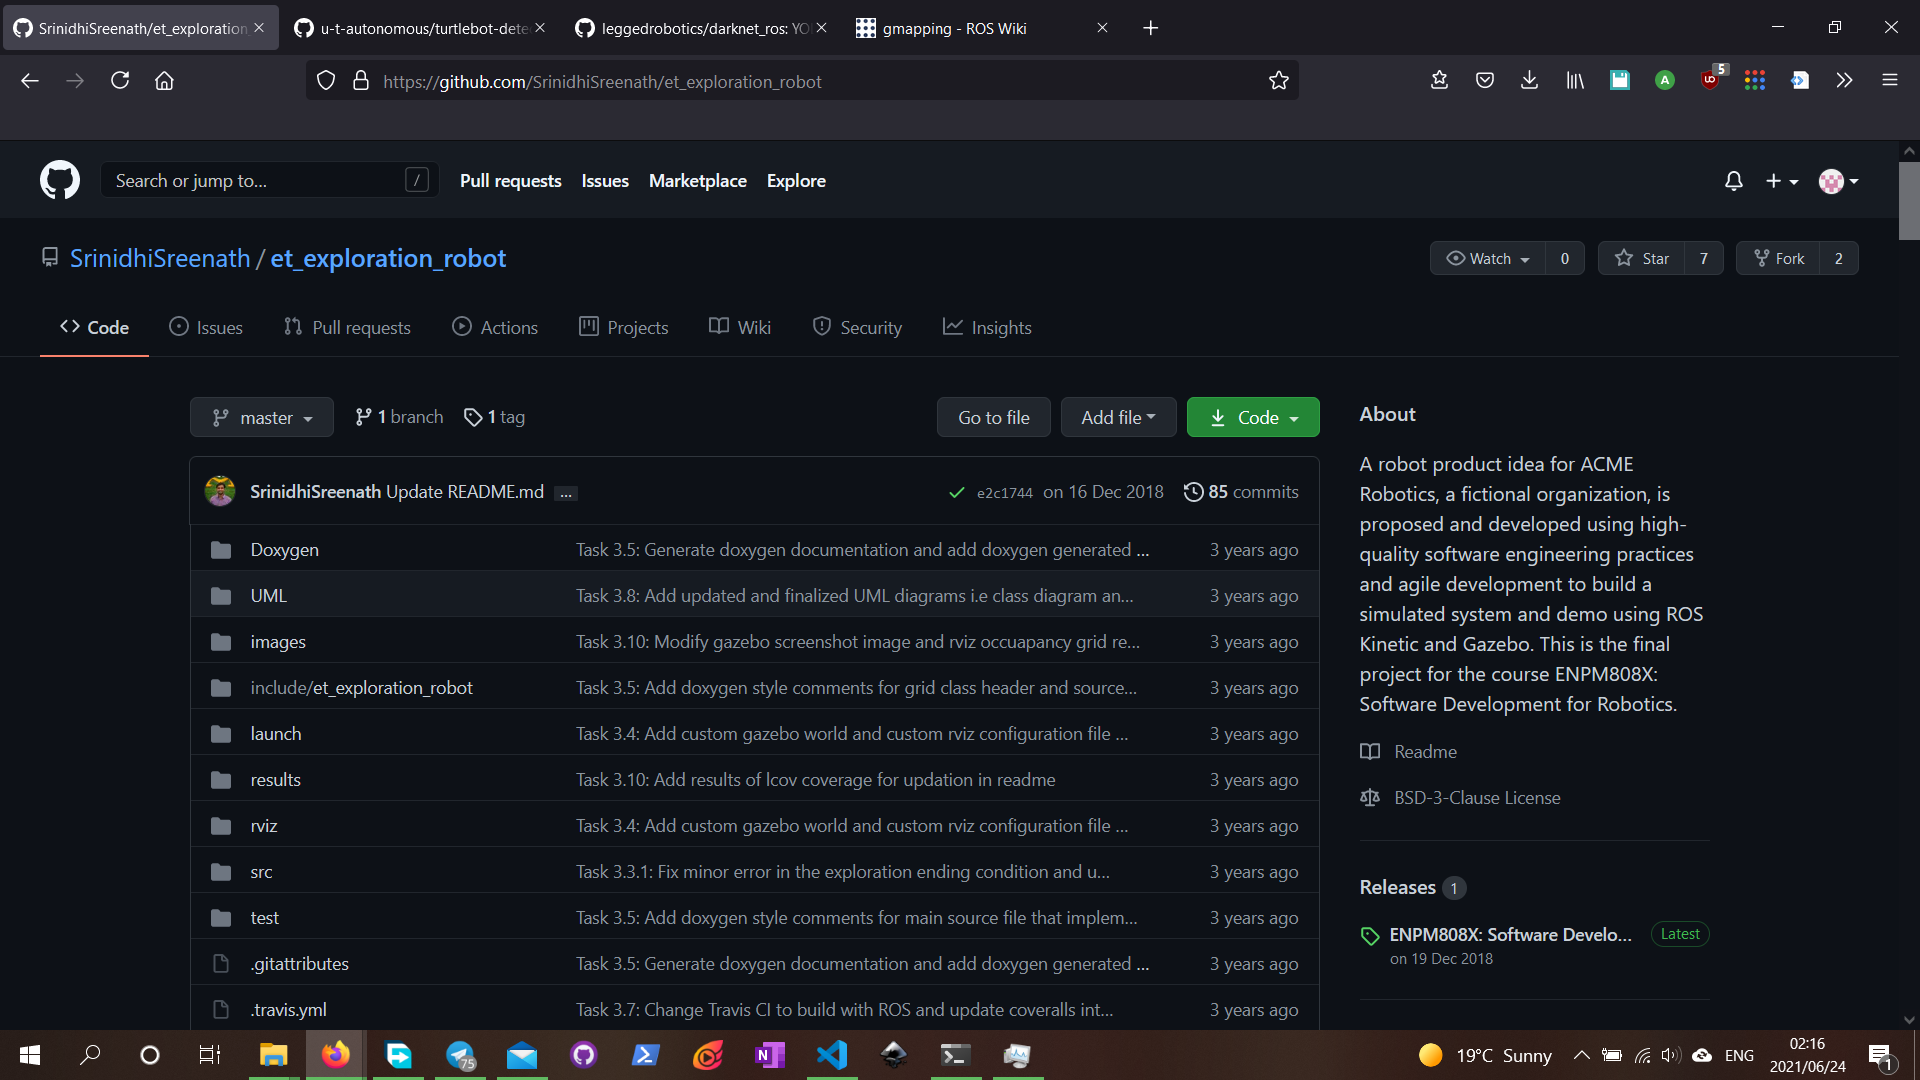 SrinidhiSreenath/et_exploration_
u-t-autonomous/turtlebot-dete
leggedrobotics/darknet_ros: YO
gmapping - ROS Wiki
https://github.com/SrinidhiSreenath/et_exploration_robot
A
5
Search or jump to...
/
Pull requests
Issues
Marketplace
Explore
SrinidhiSreenath / et_exploration_robot
Watch 0
Star 7
Fork 2
Code
Issues
Pull requests
Actions
Projects
Wiki
Security
Insights
master
1 branch
1 tag
Go to file
Add file
Code
SrinidhiSreenath Update README.md ...
e2c1744 on 16 Dec 2018
85 commits
Doxygen Task 3.5: Generate doxygen documentation and add doxygen generated ... 3 years ago
UML Task 3.8: Add updated and finalized UML diagrams i.e class diagram an... 3 years ago
images Task 3.10: Modify gazebo screenshot image and rviz occuapancy grid re... 3 years ago
include/et_exploration_robot Task 3.5: Add doxygen style comments for grid class header and source... 3 years ago
launch Task 3.4: Add custom gazebo world and custom rviz configuration file ... 3 years ago
results Task 3.10: Add results of lcov coverage for updation in readme 3 years ago
rviz Task 3.4: Add custom gazebo world and custom rviz configuration file ... 3 years ago
src Task 3.3.1: Fix minor error in the exploration ending condition and u... 3 years ago
test Task 3.5: Add doxygen style comments for main source file that implem... 3 years ago
.gitattributes Task 3.5: Generate doxygen documentation and add doxygen generated ... 3 years ago
.travis.yml Task 3.7: Change Travis CI to build with ROS and update coveralls int... 3 years ago
About
A robot product idea for ACME
Robotics, a fictional organization, is
proposed and developed using high-
quality software engineering practices
and agile development to build a
simulated system and demo using ROS
Kinetic and Gazebo. This is the final
project for the course ENPM808X:
Software Development for Robotics.
Readme
BSD-3-Clause License
Releases 1
ENPM808X: Software Develo... Latest
on 19 Dec 2018
75
N
19°C Sunny
ENG
02:16
2021/06/24
1